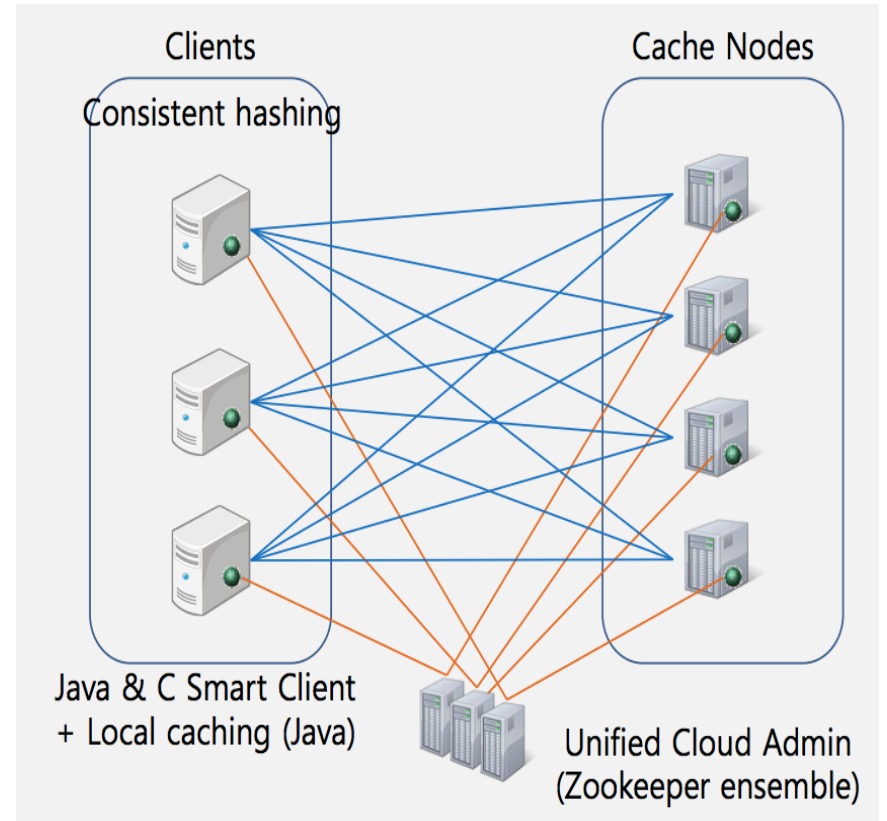 Clients
Cache Nodes
Consistent hashing
Java & C Smart Client
+ Local caching (Java)
Unified Cloud Admin
(Zookeeper ensemble)